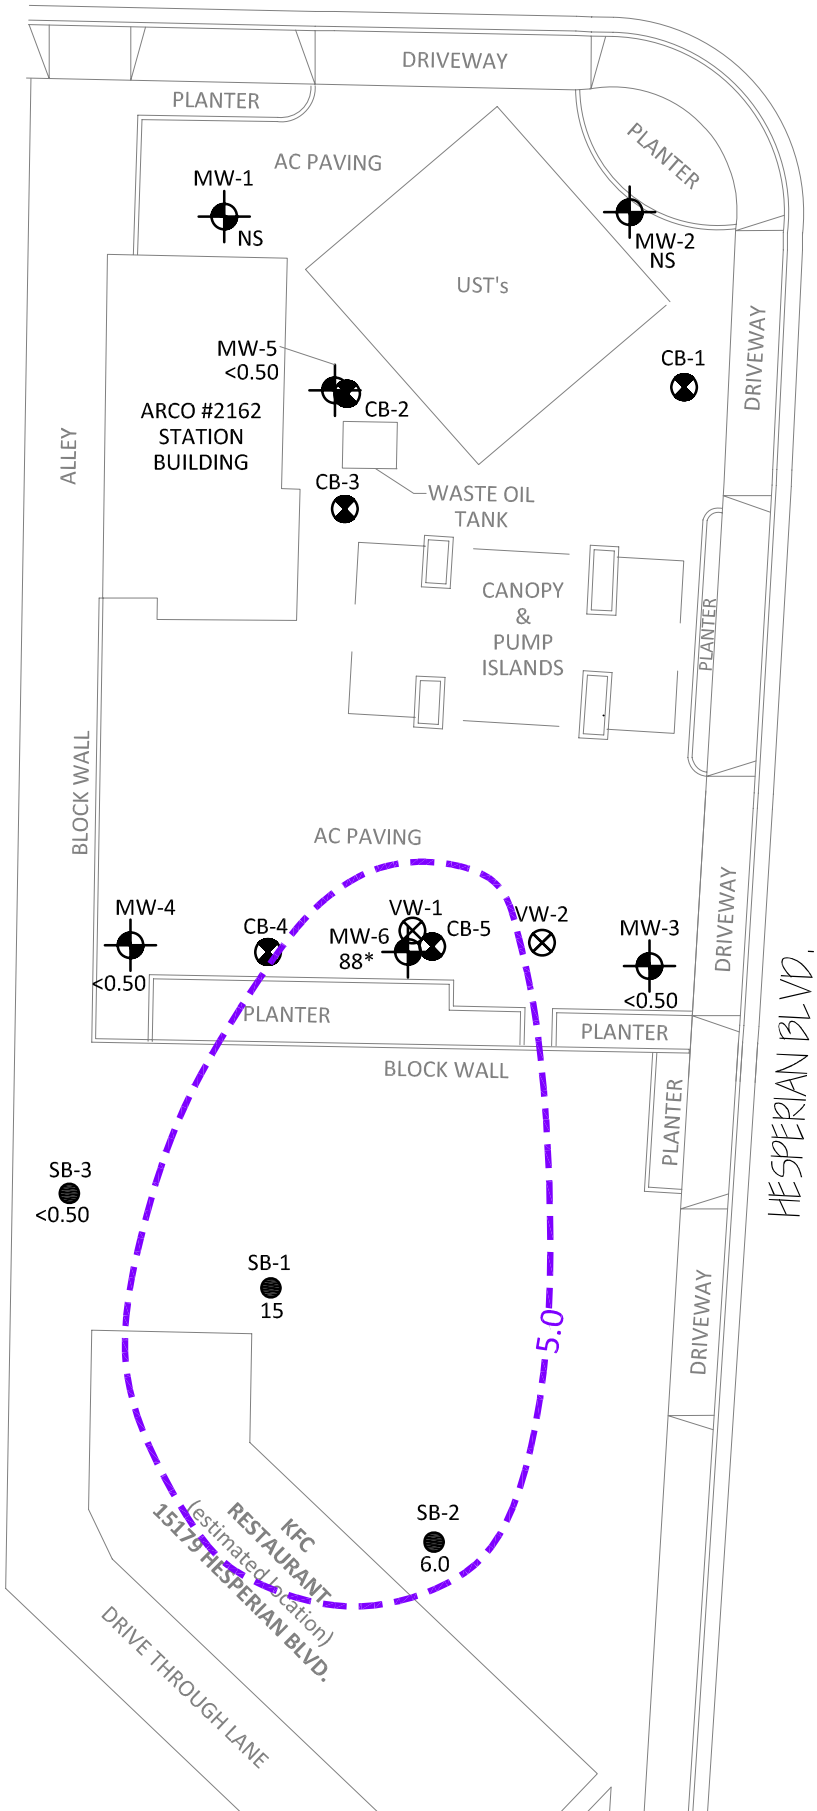 DRIVEWAY
PLANTER
PLANTER
AC PAVING
MW-1
NS
MW-2
NS
UST's
DRIVEWAY
MW-5
<0.50
CB-1
CB-2
ARCO #2162
STATION
BUILDING
ALLEY
CB-3
WASTE OIL
TANK
CANOPY
&
PUMP
ISLANDS
PLANTER
BLOCK WALL
AC PAVING
DRIVEWAY
MW-4
<0.50
CB-4
VW-1
MW-6
88*
CB-5
VW-2
MW-3
<0.50
PLANTER
PLANTER
BLOCK WALL
PLANTER
HESPERIAN BLVD.
SB-3
<0.50
SB-1
15
DRIVEWAY
5.0
SB-2
6.0
KFC
RESTAURANT
(estimated location)
15179 HESPERIAN BLVD.
DRIVE THROUGH LANE